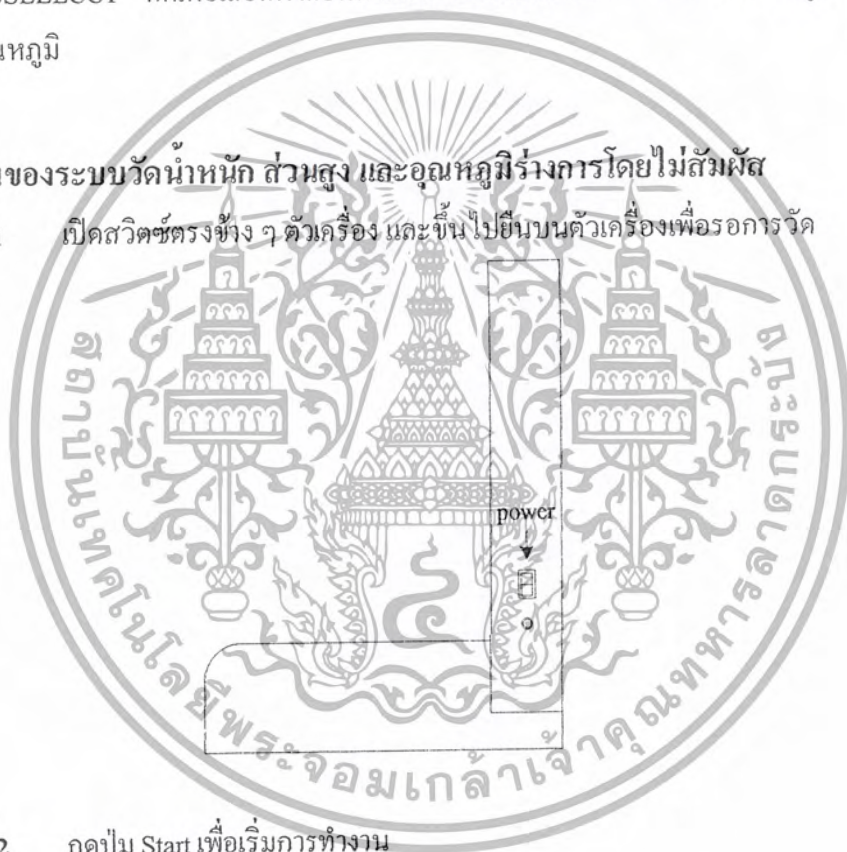 นหภูมิ
นของระบบวัดน้ำหนัก ส่วนสูง และอุณหภูมิร่างการโดยไม่สัมผัส
เปิดสวิตช์ตรงข้าง ๆ ตัวเครื่อง และขึ้นไปยืนบนตัวเครื่องเพื่อรอการวัด
power
สถาบันเทคโนโลยีพระจอมเกล้าเจ้าคุณทหารลาดกระบัง
2 กดปุ่ม Start เพื่อเริ่มการทำงาน